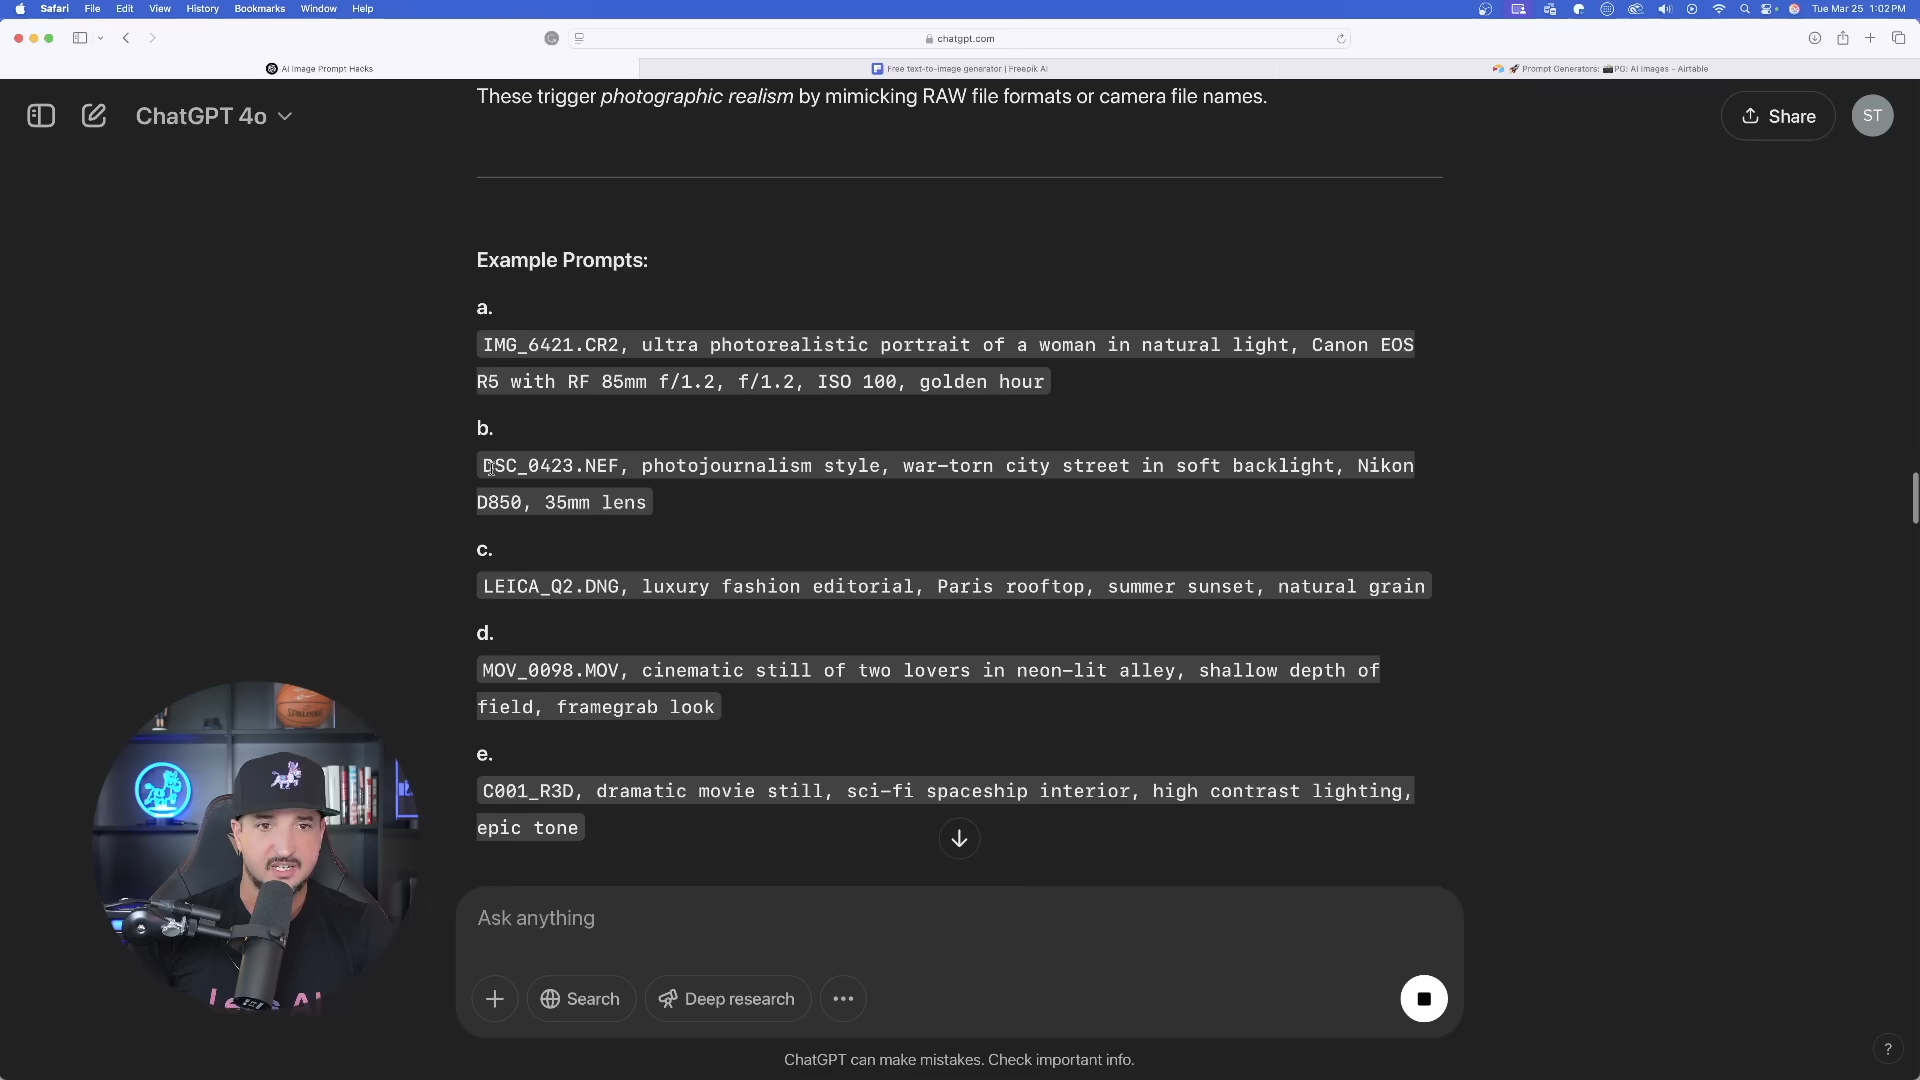 Safari File Edit View History Bookmarks Window Help Tue Mar 25 1:02 PM
chatgpt.com
AI Image Prompt Hacks
Free text-to-image generator | Freepik AI
Prompt Generators: PG: AI Images - Airtable
These trigger photographic realism by mimicking RAW file formats or camera file names.
ChatGPT 4o
Share
ST
Example Prompts:
a.
IMG_6421.CR2, ultra photorealistic portrait of a woman in natural light, Canon EOS
R5 with RF 85mm f/1.2, f/1.2, ISO 100, golden hour
b.
DSC_0423.NEF, photojournalism style, war-torn city street in soft backlight, Nikon
D850, 35mm lens
c.
LEICA_Q2.DNG, luxury fashion editorial, Paris rooftop, summer sunset, natural grain
d.
MOV_0098.MOV, cinematic still of two lovers in neon-lit alley, shallow depth of
field, framegrab look
e.
C001_R3D, dramatic movie still, sci-fi spaceship interior, high contrast lighting,
epic tone
SPALDING
Ask anything
Search
Deep research
ChatGPT can make mistakes. Check important info.
?